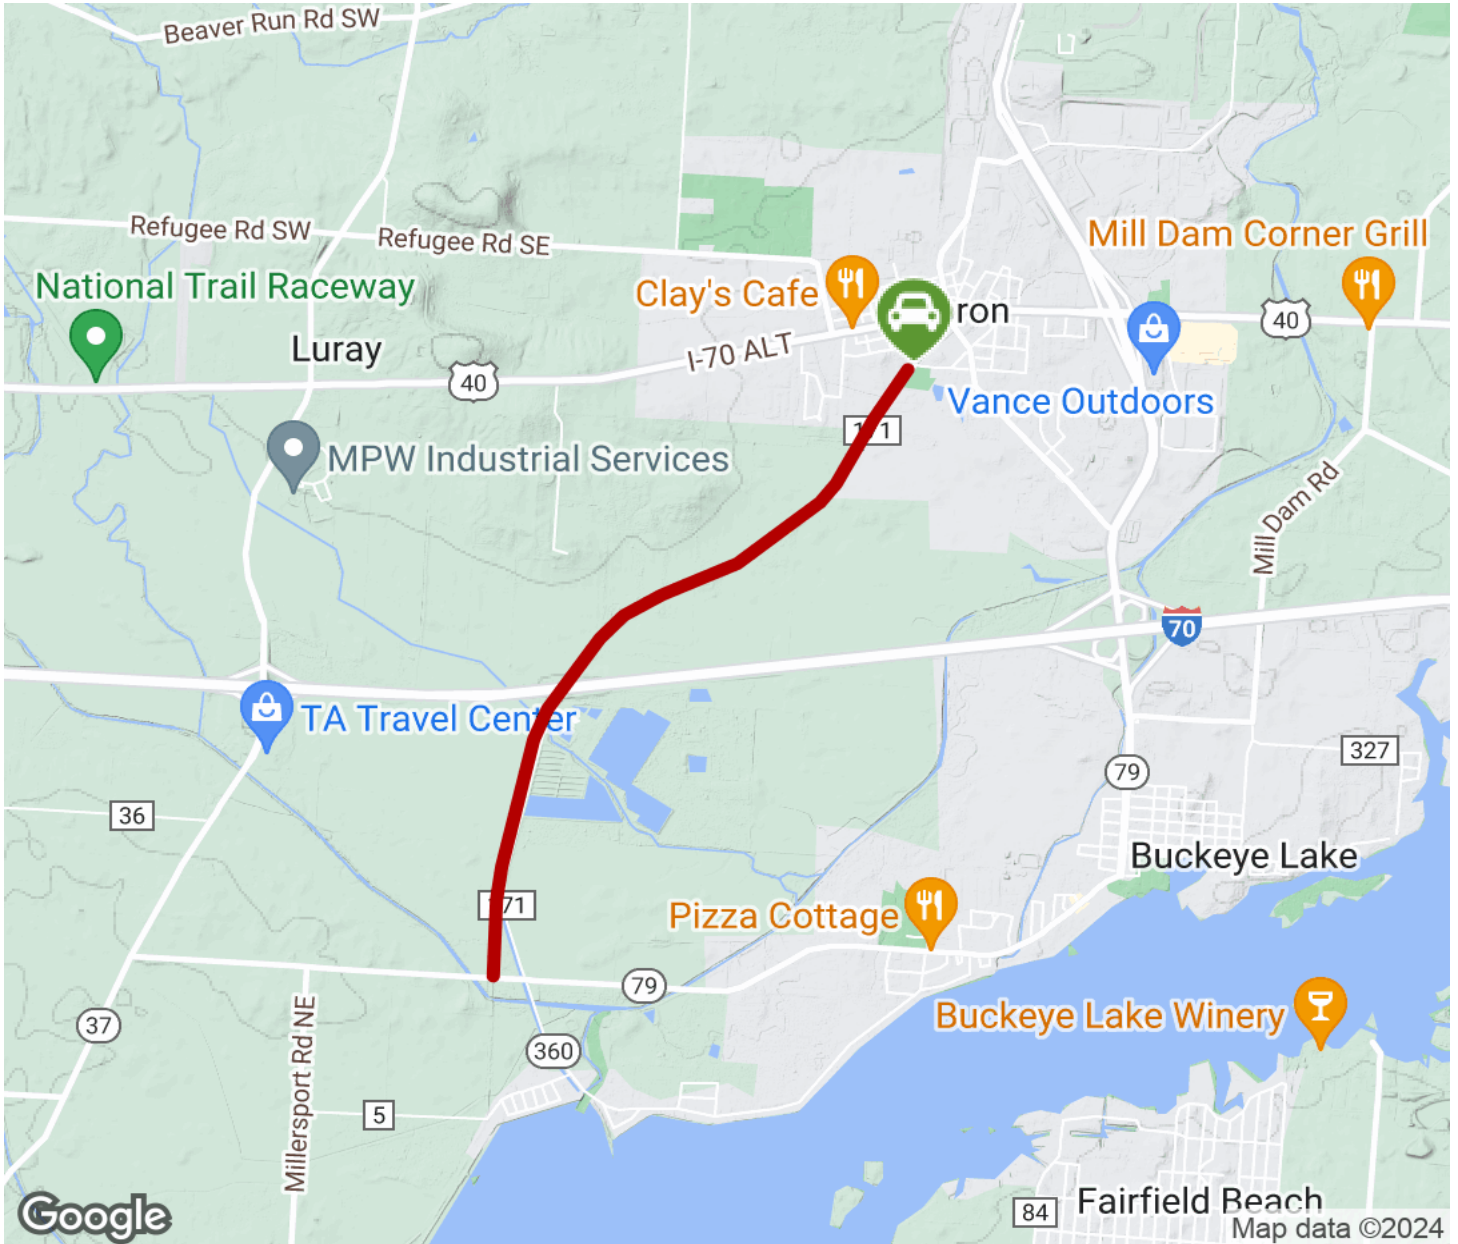 Beaver Run Rd SW
Refugee Rd SW
Refugee Rd SE
Mill Dam Corner Grill
National Trail Raceway
Clay's Cafe
ron
40
Luray
I-70 ALT
40
Vance Outdoors
171
MPW Industrial Services
Mill Dam Rd
70
TA Travel Center
327
79
36
Buckeye Lake
171
Pizza Cottage
79
Buckeye Lake Winery
37
Millersport Rd NE
360
5
Fairfield Beach
84
Google
Map data ©2024